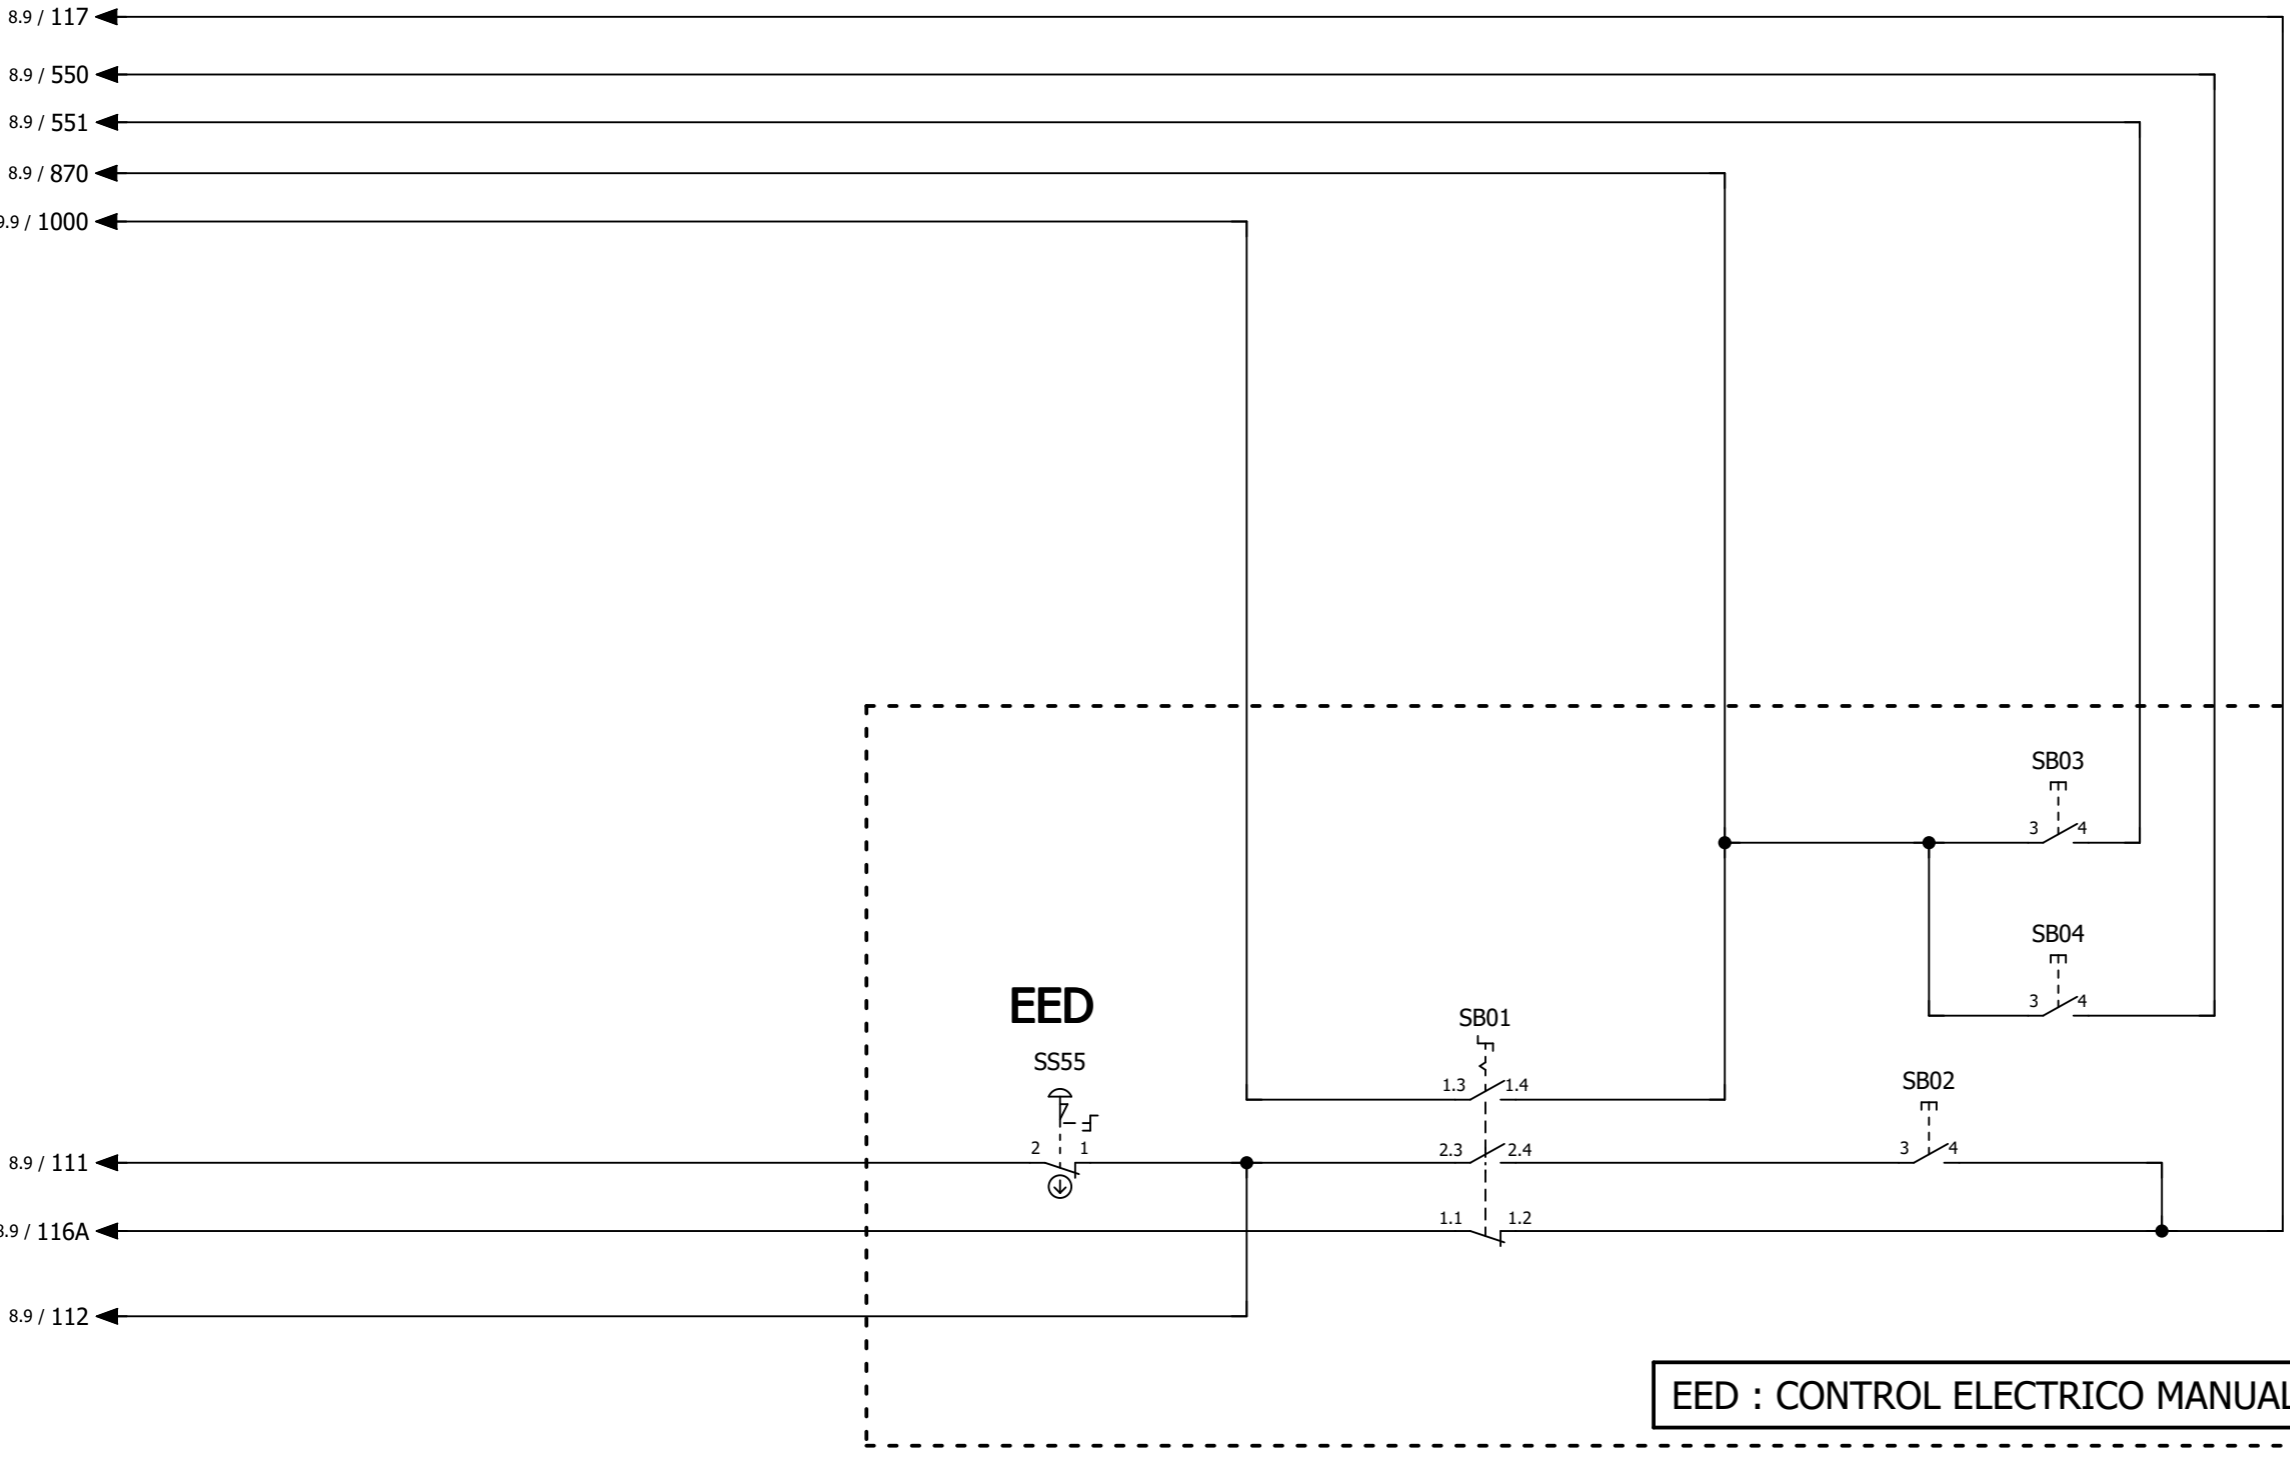 8.9 / 117
8.9 / 550
8.9 / 551
8.9 / 870
9.9 / 1000
SB03
3 4
SB04
3 4
EED
SS55
2 1
SB01
1.3 1.4
2.3 2.4
1.1 1.2
SB02
3 4
8.9 / 111
8.9 / 116A
8.9 / 112
EED : CONTROL ELECTRICO MANUAL